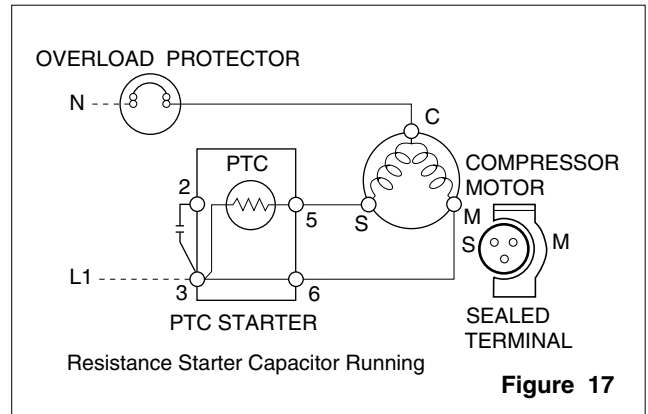 OVERLOAD PROTECTOR
N
C
PTC
COMPRESSOR
MOTOR
2
5
S
M
S
M
L1
3
6
PTC STARTER
SEALED
TERMINAL
Resistance Starter Capacitor Running
Figure 17